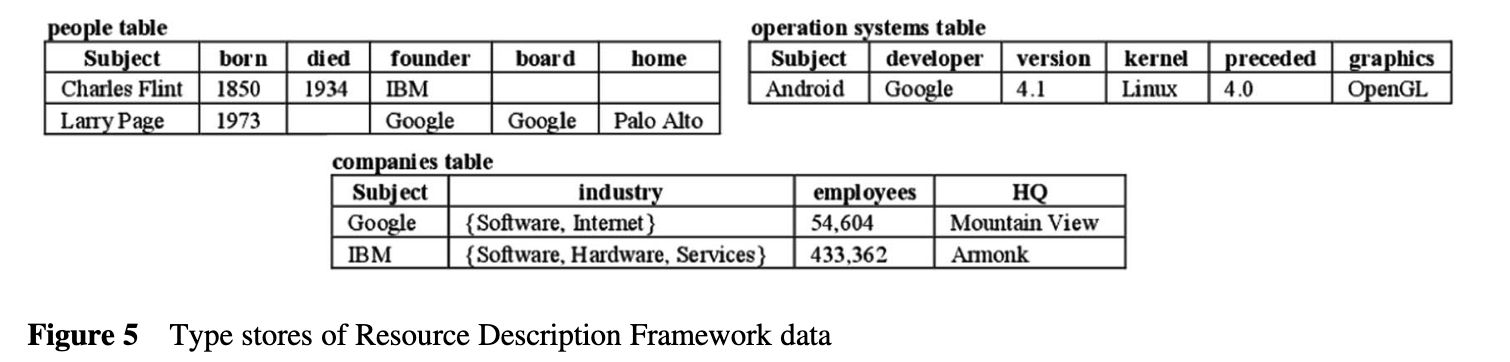 people table
Subject born died founder board home
Charles Flint 1850 1934 IBM
Larry Page 1973 Google Google Palo Alto
operation systems table
Subject developer version kernel preceded graphics
Android Google 4.1 Linux 4.0 OpenGL
companies table
Subject industry employees HQ
Google {Software, Internet} 54,604 Mountain View
IBM {Software, Hardware, Services} 433,362 Armonk
Figure 5 Type stores of Resource Description Framework data